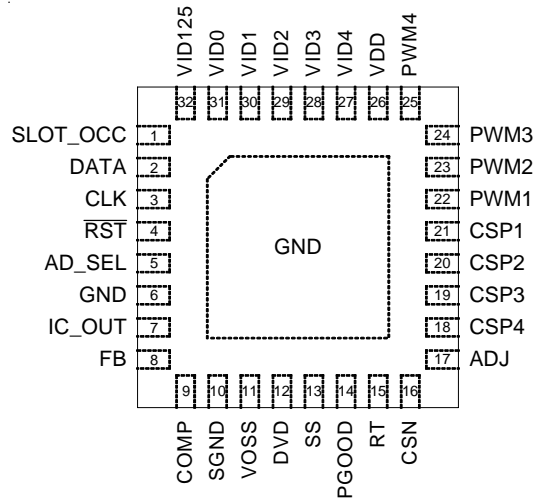 VID125
VID0
VID1
VID2
VID3
VID4
VDD
PWM4
32 31 30 29 28 27 26 25
SLOT_OCC 1
DATA 2
CLK 3
RST 4
AD_SEL 5
GND 6
IC_OUT 7
FB 8
GND
24 PWM3
23 PWM2
22 PWM1
21 CSP1
20 CSP2
19 CSP3
18 CSP4
17 ADJ
9 10 11 12 13 14 15 16
COMP
SGND
VOSS
DVD
SS
PGOOD
RT
CSN